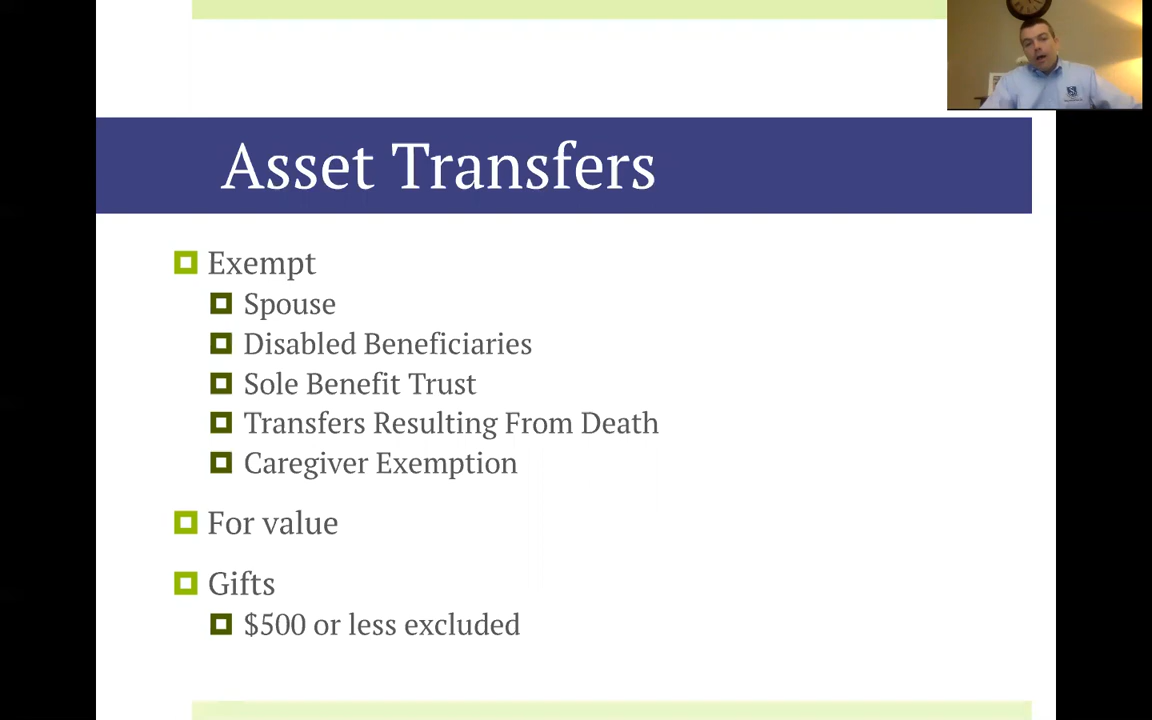 Asset Transfers
Exempt
Spouse
Disabled Beneficiaries
Sole Benefit Trust
Transfers Resulting From Death
Caregiver Exemption
For value
Gifts
$500 or less excluded